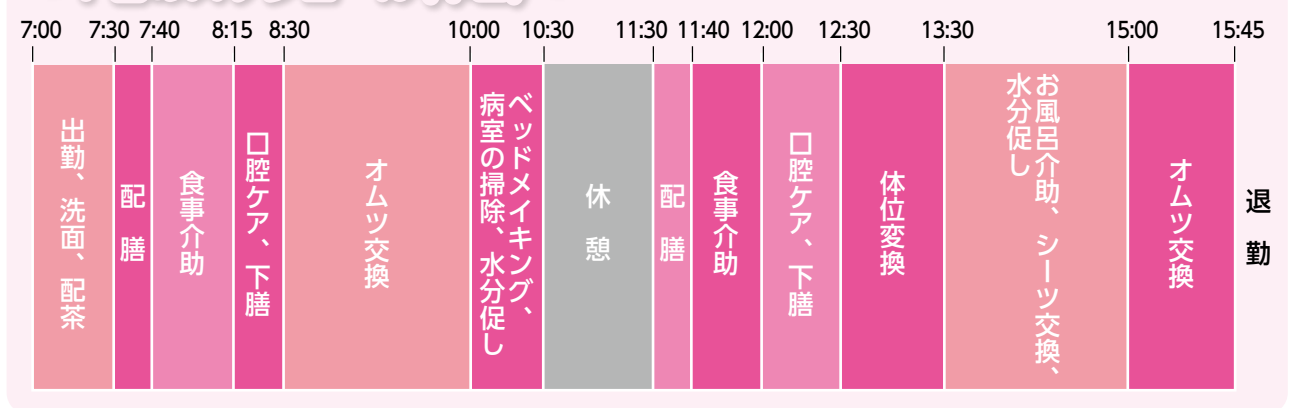 7:00 7:30 7:40 8:15 8:30 10:00 10:30 11:30 11:40 12:00 12:30 13:30 15:00 15:45
出勤、洗面、配茶
配膳
食事介助
口腔ケア、下膳
オムツ交換
ベッドメイキング、
病室の掃除、水分促し
休憩
配膳
食事介助
口腔ケア、下膳
体位変換
お風呂介助、シーツ交換、
水分促し
オムツ交換
退勤